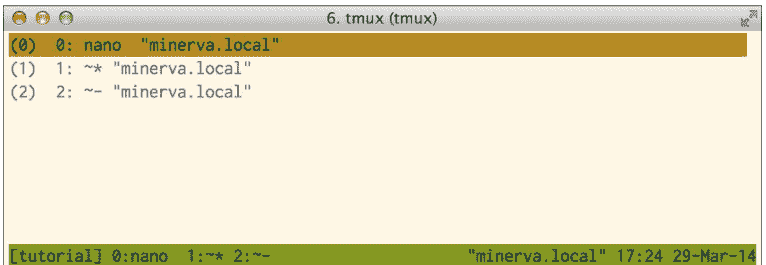 6. tmux (tmux)
(0)  0: nano  "minerva.local"
(1)  1: ~* "minerva.local"
(2)  2: ~- "minerva.local"
[tutorial] 0:nano  1:~* 2:~-  "minerva.local" 17:24 29-Mar-14